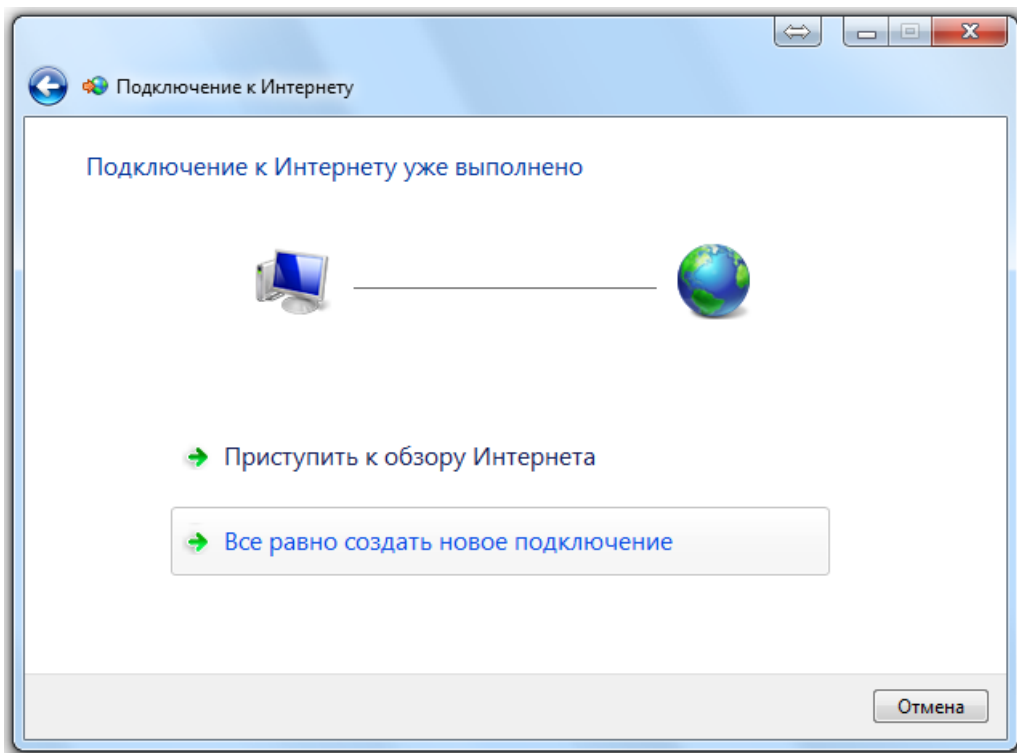 Подключение к Интернету
Подключение к Интернету уже выполнено
Приступить к обзору Интернета
Все равно создать новое подключение
Отмена